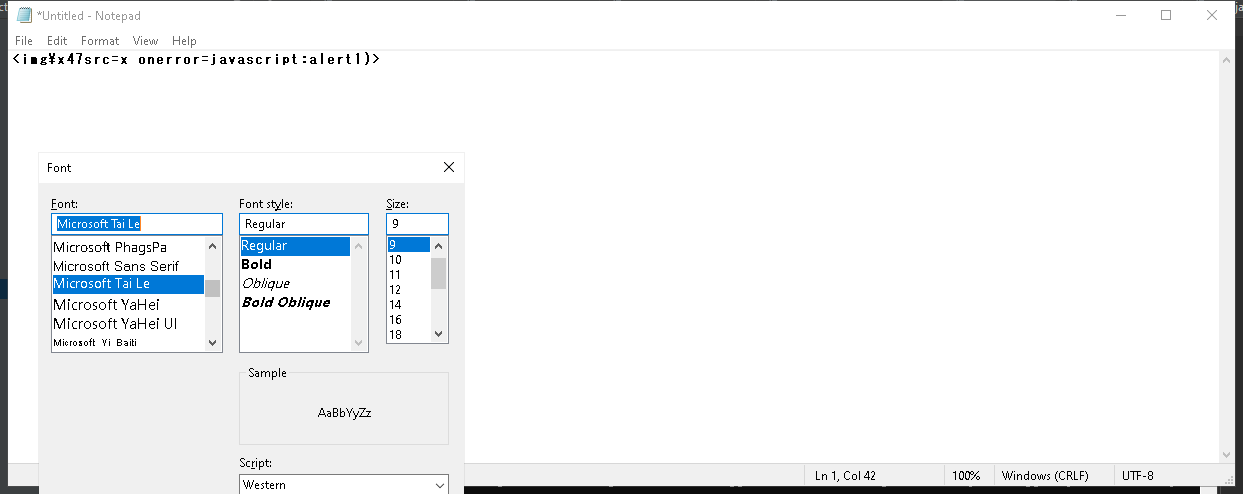 *Untitled - Notepad
File Edit Format View Help
<img¥x47src=x onerror=javascript:alert1)>
Font
Font: Font style: Size:
Microsoft Tai Le Regular 9
Microsoft PhagsPa Regular 9
Microsoft Sans Serif Bold 10
Microsoft Tai Le Oblique 11
Microsoft YaHei Bold Oblique 12
Microsoft YaHei UI 14
Microsoft Yi Baiti 16
18
Sample
AaBbYyZz
Script:
Western
Ln 1, Col 42 100% Windows (CRLF) UTF-8